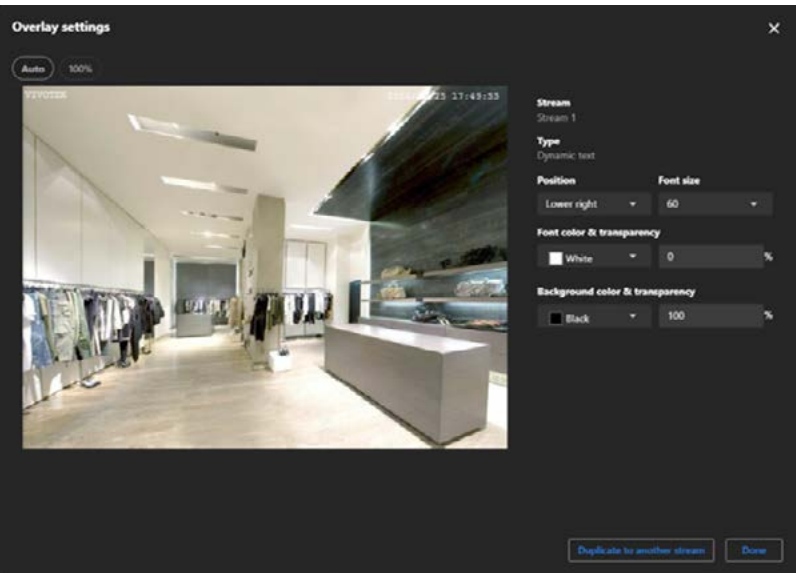 Overlay settings
Auto 100%
VIVOTEK
17:49:53
Stream
Stream 1
Type
Dynamic text
Position Font size
Lower right 60
Font color & transparency
White 0 %
Background color & transparency
Black 100 %
Duplicate to another stream Done